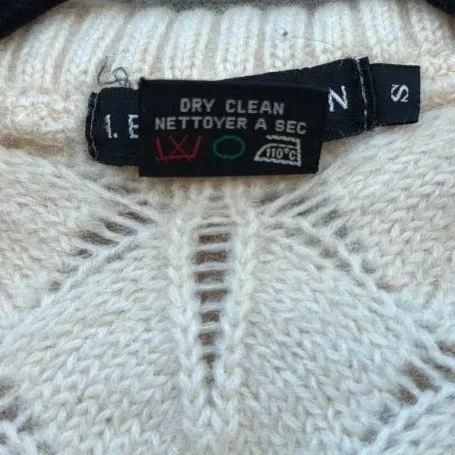 DRY CLEAN
NETTOYER A SEC
110°C
S